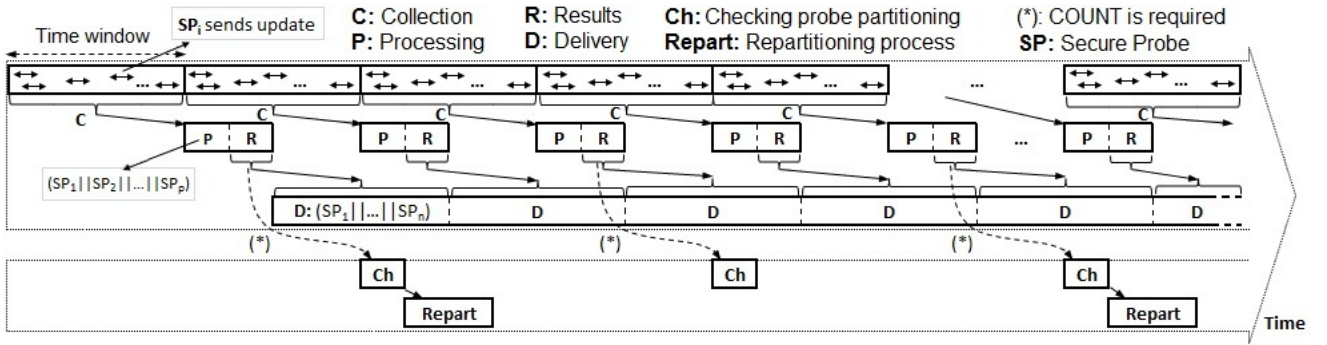 SPi sends update
C: Collection R: Results Ch: Checking probe partitioning (*): COUNT is required
Time window P: Processing D: Delivery Repart: Repartitioning process SP: Secure Probe
... ... ... ... ... ... ...
C C C C C C
P R P R P R P R P R ... P R
(SP1||SP2||...||SPp)
D: (SP1||...||SPn) D D D D D
(*) (*) (*)
Ch Ch Ch
Repart Repart Time